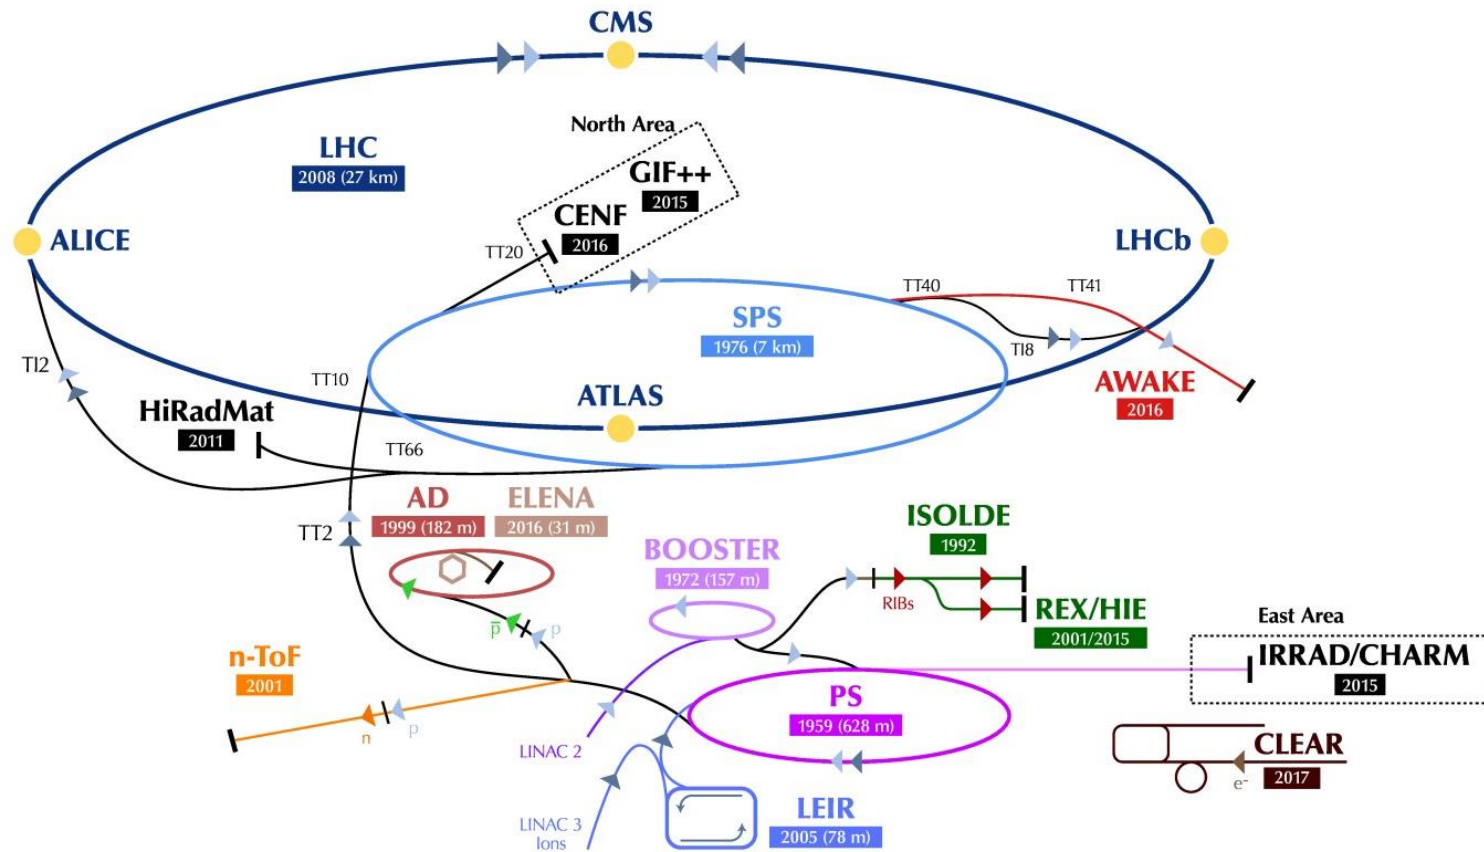 CMS
North Area
LHC
2008 (27 km)
GIF++
2015
CENF
2016
ALICE
LHCb
TT20
TT40
TT41
SPS
1976 (7 km)
TI2
TI8
TT10
ATLAS
AWAKE
2016
HiRadMat
2011
TT66
AD
1999 (182 m)
ELENA
2016 (31 m)
TT2
ISOLDE
1992
BOOSTER
1972 (157 m)
RIBs
REX/HIE
2001/2015
East Area
p̅
p
n-ToF
2001
IRRAD/CHARM
2015
PS
1959 (628 m)
n
p
LINAC 2
CLEAR
2017
e⁻
LEIR
2005 (78 m)
LINAC 3
Ions